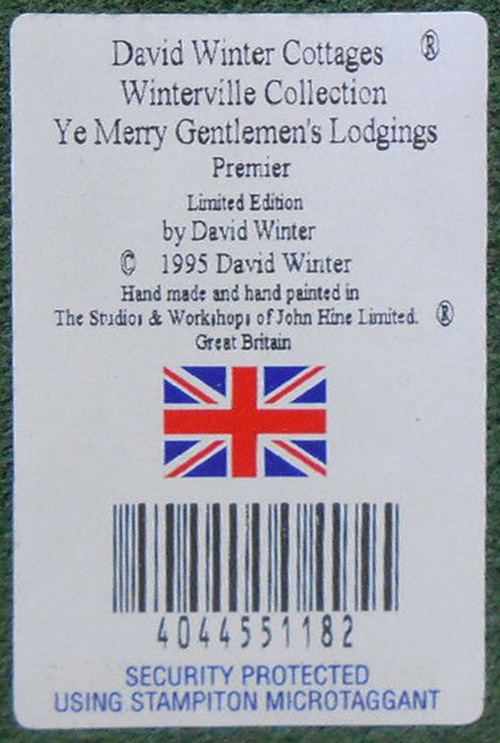 David Winter Cottages ®
Winterville Collection
Ye Merry Gentlemen's Lodgings
Premier
Limited Edition
by David Winter
© 1995 David Winter
Hand made and hand painted in
The Studios & Workshops of John Hine Limited. ®
Great Britain
4044551182
SECURITY PROTECTED
USING STAMPITON MICROTAGGANT